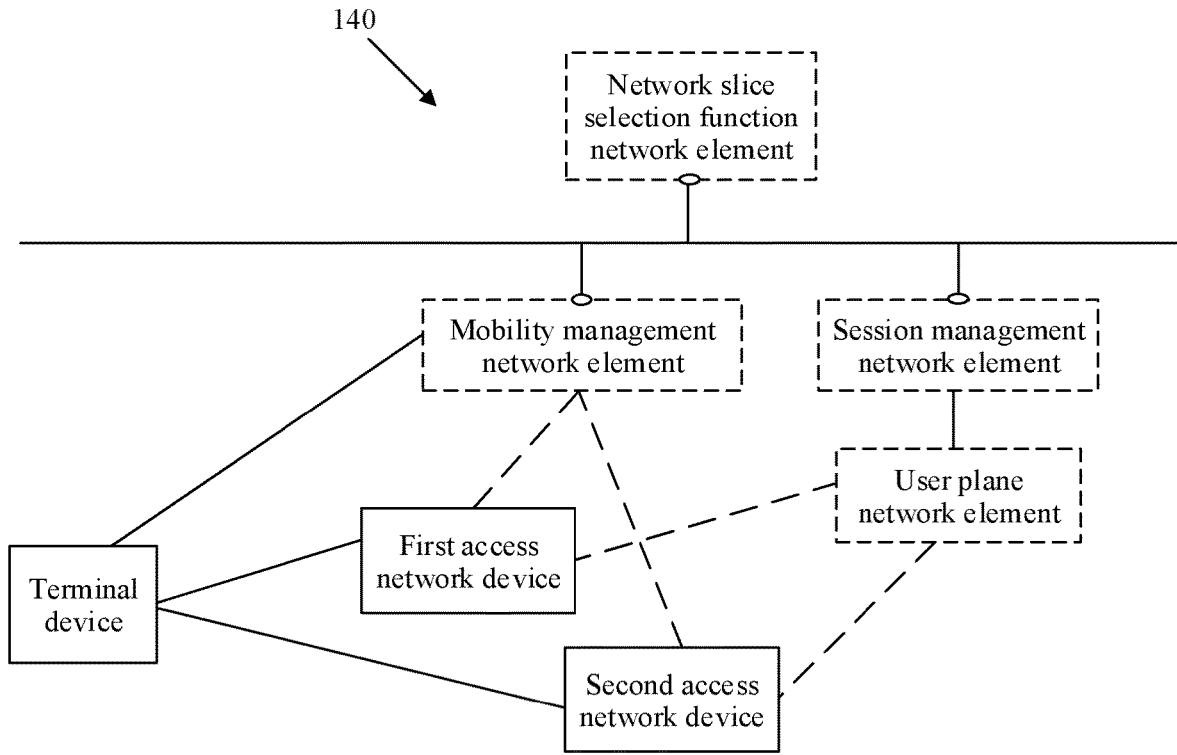 140
Network slice
selection function
network element
Mobility management
network element
Session management
network element
User plane
network element
First access
network device
Terminal
device
Second access
network device